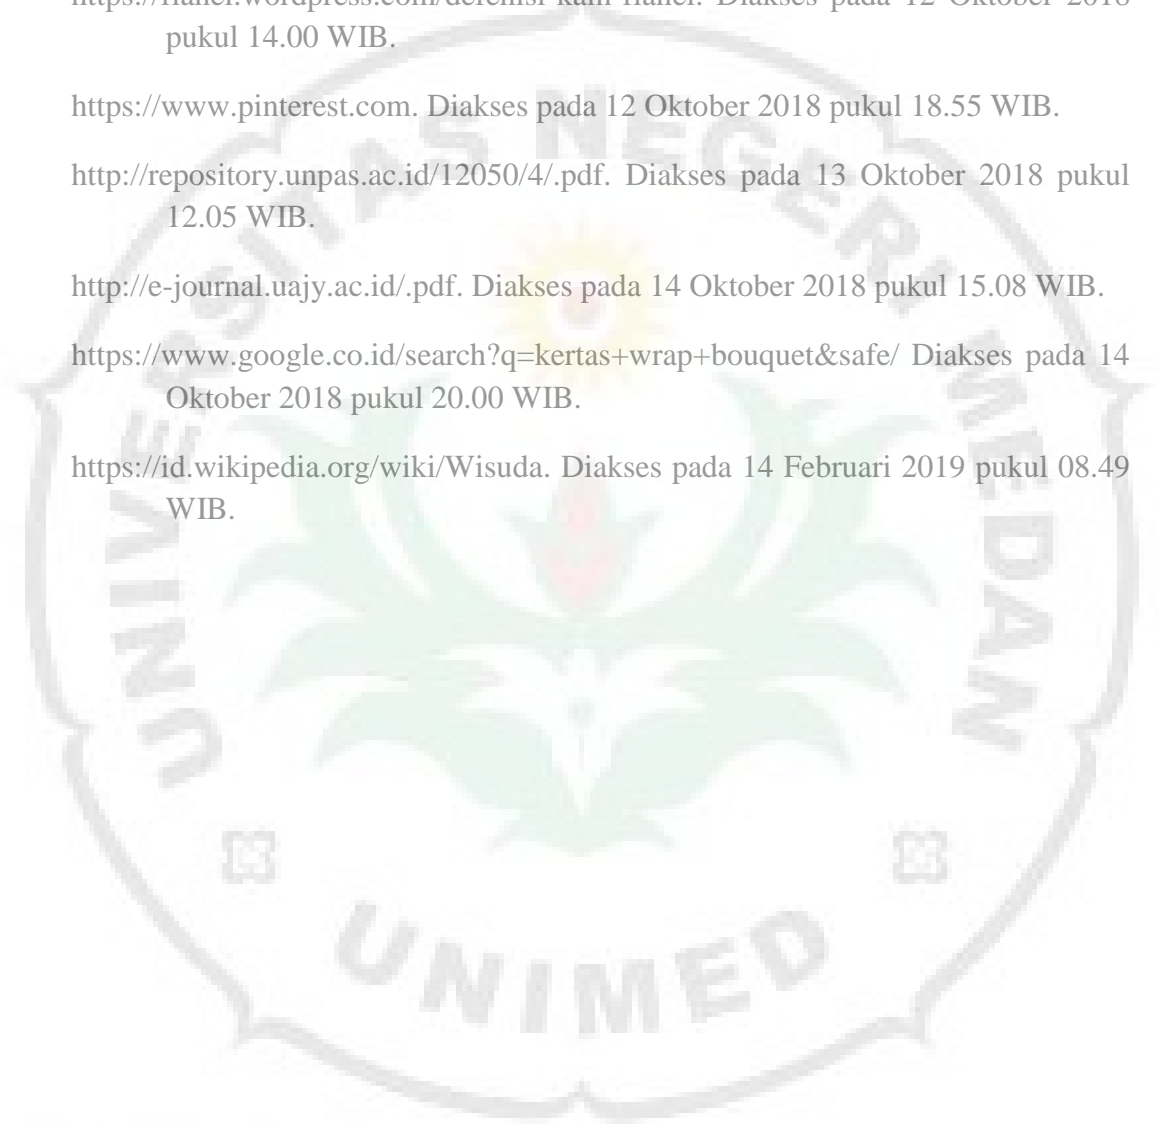 pukul 14.00 WIB.
https://www.pinterest.com. Diakses pada 12 Oktober 2018 pukul 18.55 WIB.
http://repository.unpas.ac.id/12050/4/.pdf. Diakses pada 13 Oktober 2018 pukul
12.05 WIB.
http://e-journal.uajy.ac.id/.pdf. Diakses pada 14 Oktober 2018 pukul 15.08 WIB.
https://www.google.co.id/search?q=kertas+wrap+bouquet&safe/ Diakses pada 14
Oktober 2018 pukul 20.00 WIB.
https://id.wikipedia.org/wiki/Wisuda. Diakses pada 14 Februari 2019 pukul 08.49
WIB.
UNIVERSITAS NEGERI MEDAN
UNIMED